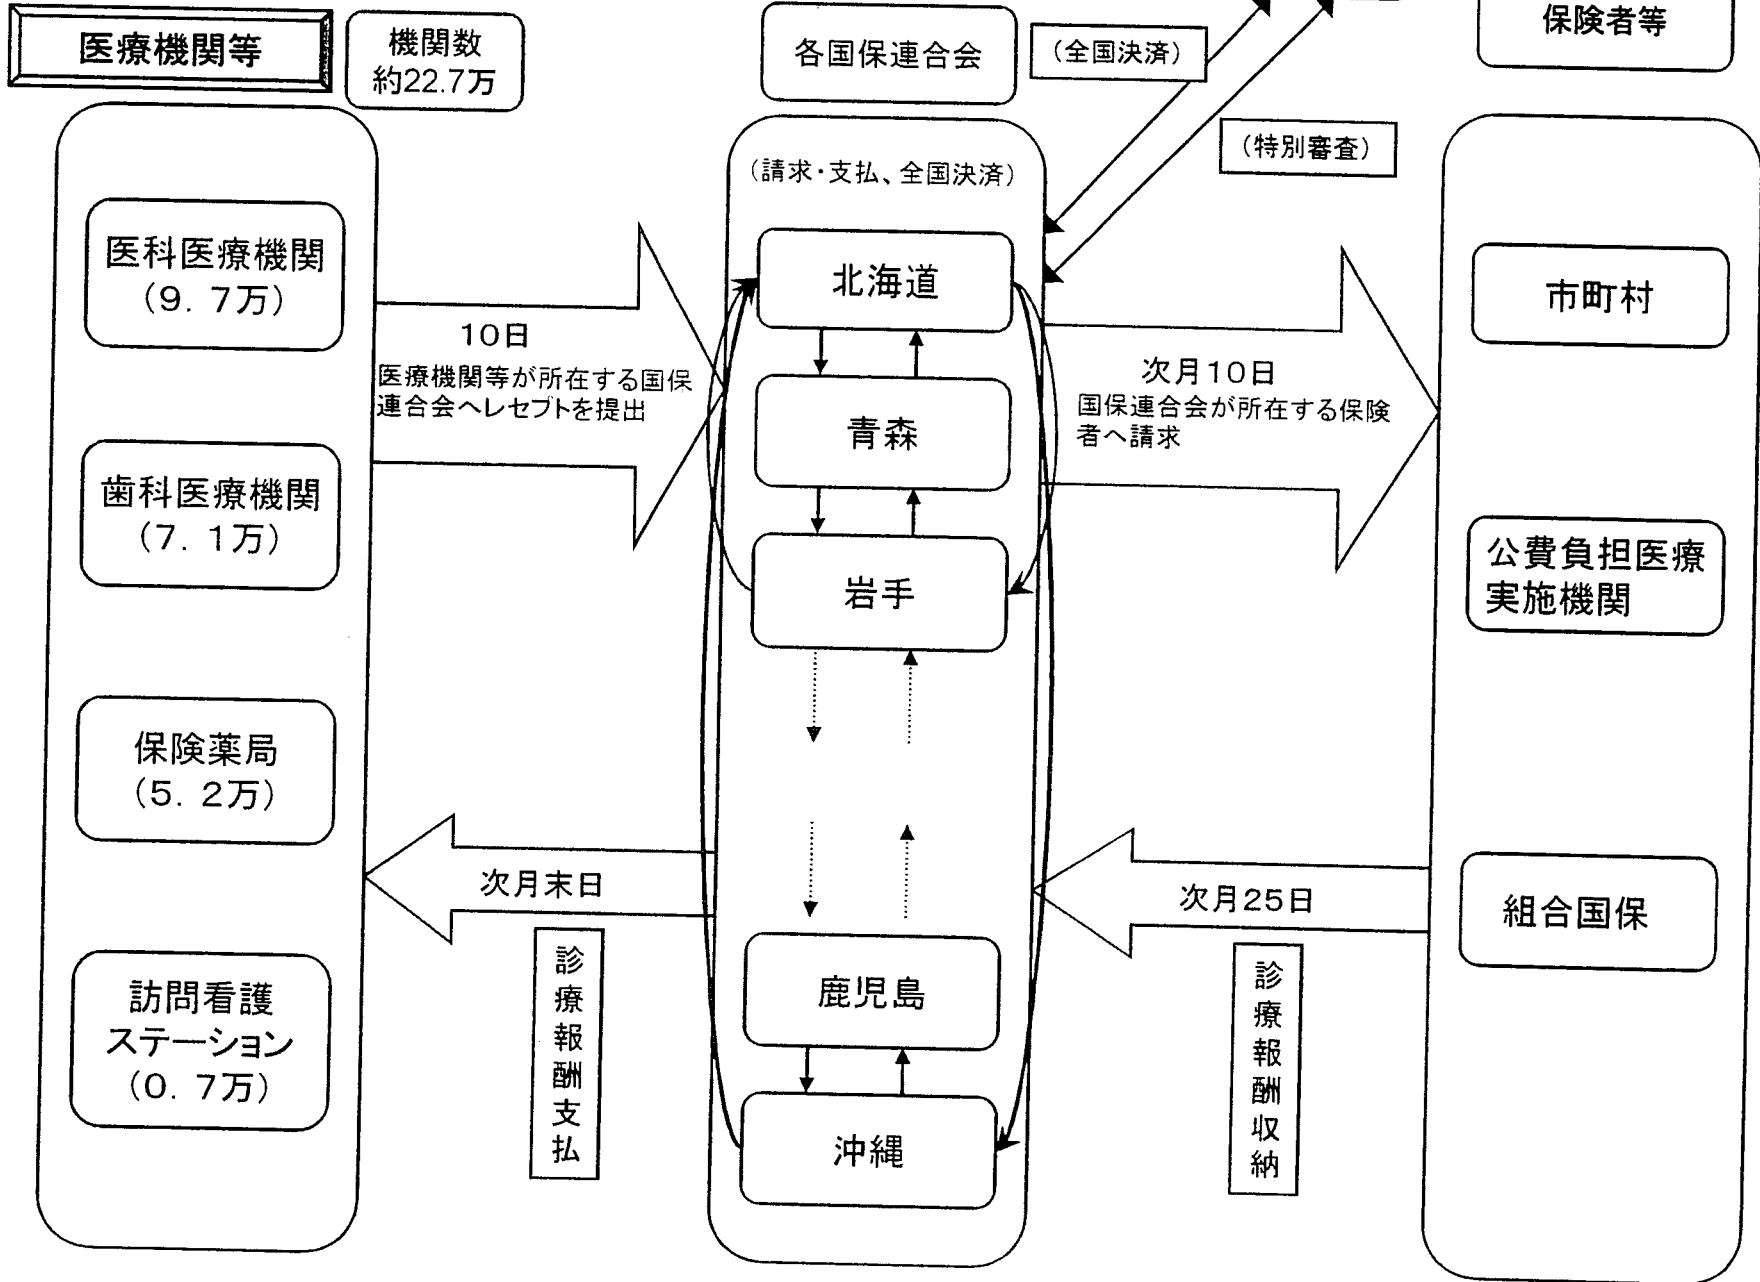 医療機関等
機関数
約22.7万
各国保連合会
（全国決済）
保険者等
（特別審査）
（請求・支払、全国決済）
医科医療機関
（9．7万）
歯科医療機関
（7．1万）
保険薬局
（5．2万）
訪問看護
ステーション
（0．7万）
10日
医療機関等が所在する国保
連合会へレセプトを提出
北海道
青森
岩手
鹿児島
沖縄
次月10日
国保連合会が所在する保険
者へ請求
市町村
公費負担医療
実施機関
組合国保
次月末日
診療報酬支払
次月25日
診療報酬収納